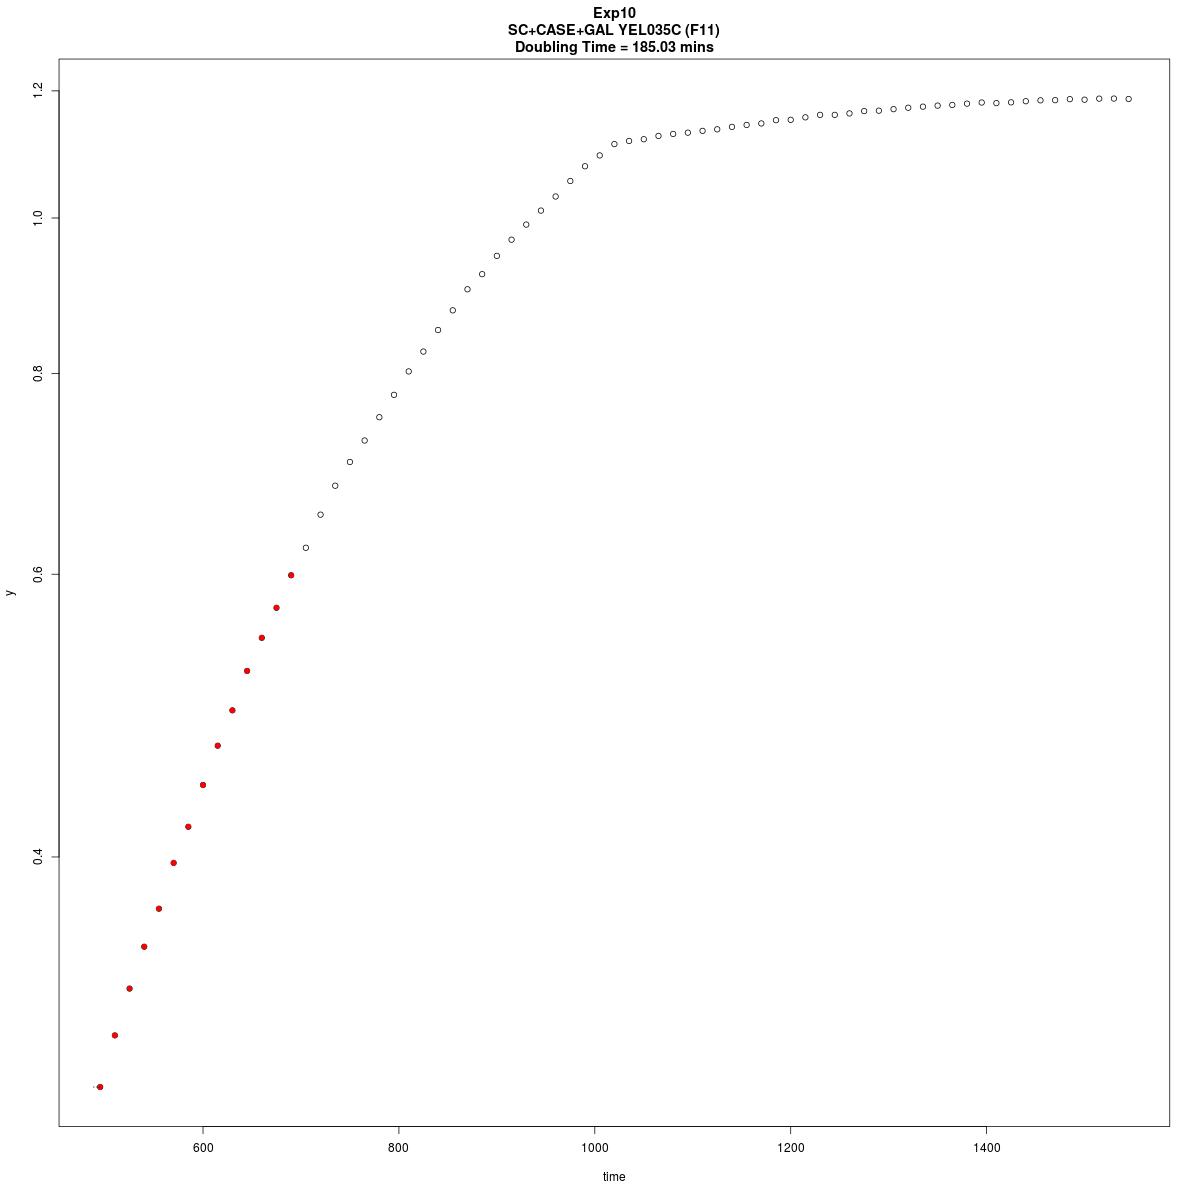 Exp10
SC+CASE+GAL YEL035C (F11)
Doubling Time = 185.03 mins
1.2
1.0
0.8
0.6
0.4
y
600 800 1000 1200 1400
time